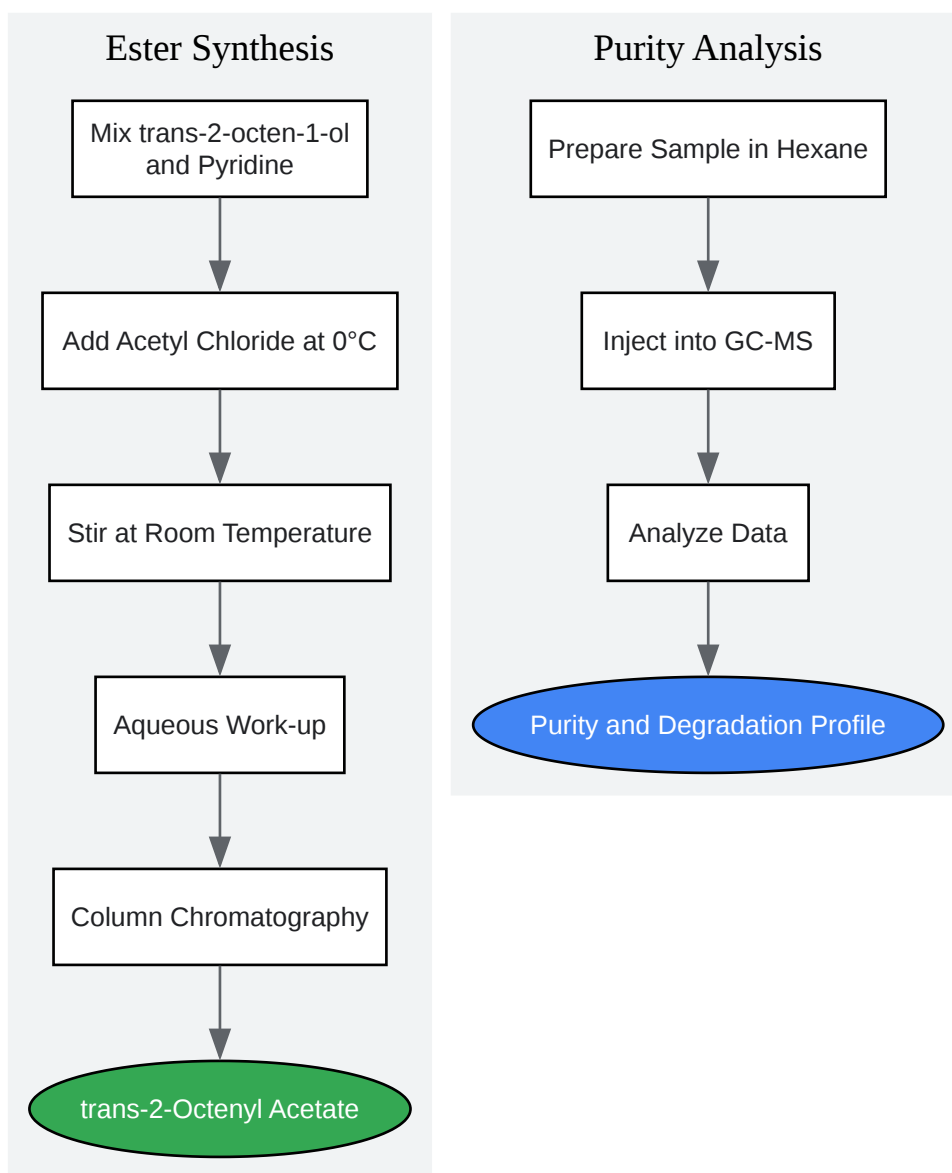 Ester Synthesis
Mix trans-2-octen-1-ol
and Pyridine
Add Acetyl Chloride at 0°C
Stir at Room Temperature
Aqueous Work-up
Column Chromatography
trans-2-Octenyl Acetate
Purity Analysis
Prepare Sample in Hexane
Inject into GC-MS
Analyze Data
Purity and Degradation Profile